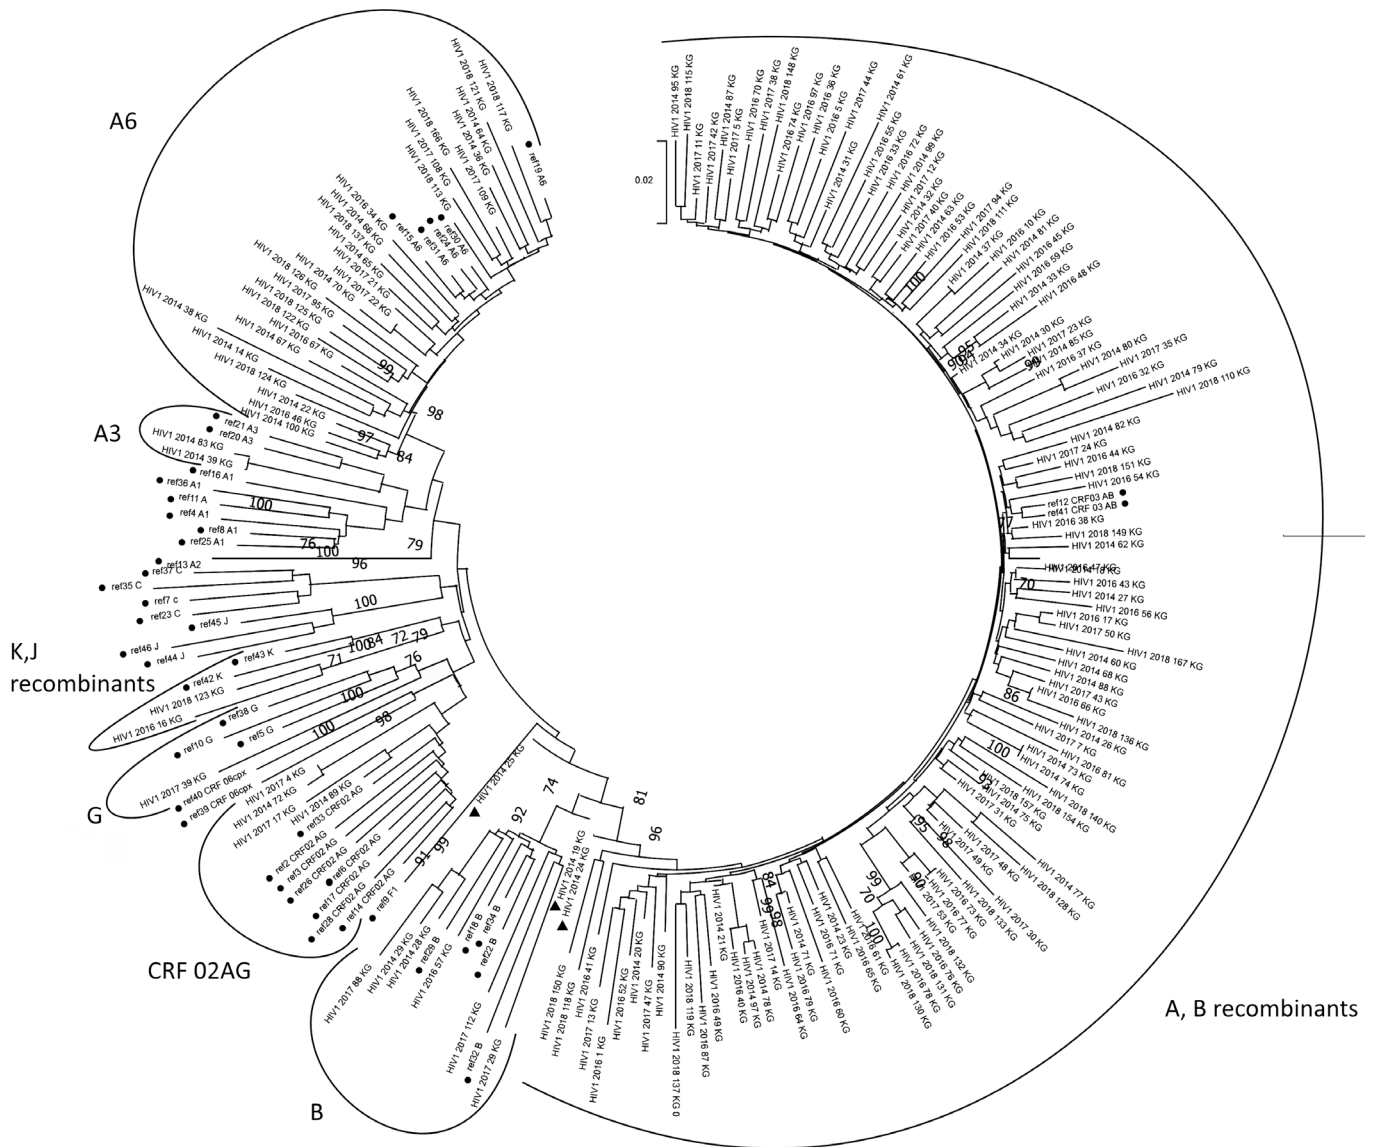 A6
HIV1 2018 117 KG
HIV1 2018 121 KG
HIV1 2014 64 KG
HIV1 2014 36 KG
HIV1 2017 109 KG
ref19 A6
HIV1 2018 166 KG
HIV1 2017 108 KG
HIV1 2018 113 KG
ref30 A6
ref24 A6
ref31 A6
ref15 A6
HIV1 2016 34 KG
HIV1 2014 66 KG
HIV1 2018 137 KG
HIV1 2014 65 KG
HIV1 2017 21 KG
HIV1 2017 22 KG
HIV1 2014 70 KG
HIV1 2018 126 KG
HIV1 2017 95 KG
HIV1 2018 125 KG
HIV1 2018 122 KG
HIV1 2016 67 KG
HIV1 2014 67 KG
HIV1 2014 38 KG
HIV1 2014 14 KG
HIV1 2018 124 KG
HIV1 2014 22 KG
HIV1 2016 46 KG
HIV1 2014 100 KG
99
98
97
84
A3
ref21 A3
ref20 A3
HIV1 2014 83 KG
HIV1 2014 39 KG
ref16 A1
ref36 A1
ref11 A
ref4 A1
ref8 A1
ref25 A1
100
76
100
79
96
ref13 A2
ref37 C
ref35 C
ref7 c
ref23 C
ref45 J
ref46 J
ref44 J
100
K,J
recombinants
ref43 K
ref42 K
HIV1 2018 123 KG
HIV1 2016 16 KG
71
100
84
72
79
76
G
ref38 G
ref10 G
ref5 G
HIV1 2017 39 KG
ref40 CRF 06cpx
ref39 CRF 06cpx
100
100
98
CRF 02AG
HIV1 2017 4 KG
HIV1 2014 72 KG
HIV1 2017 17 KG
HIV1 2014 89 KG
ref33 CRF02 AG
ref2 CRF02 AG
ref3 CRF02 AG
ref26 CRF02 AG
ref6 CRF02 AG
ref17 CRF02 AG
ref28 CRF02 AG
ref14 CRF02 AG
ref9 F1
91
99
HIV1 2014 25 KG
B
HIV1 2017 88 KG
HIV1 2014 29 KG
HIV1 2014 28 KG
ref29 B
HIV1 2016 57 KG
ref18 B
ref34 B
ref22 B
HIV1 2017 112 KG
ref32 B
HIV1 2017 29 KG
92
74
81
96
HIV1 2014 19 KG
HIV1 2014 24 KG
HIV1 2018 150 KG
HIV1 2018 118 KG
HIV1 2016 41 KG
HIV1 2017 13 KG
HIV1 2016 1 KG
HIV1 2016 52 KG
HIV1 2014 20 KG
HIV1 2017 47 KG
HIV1 2014 90 KG
HIV1 2018 137 KG 0
HIV1 2018 119 KG
HIV1 2016 87 KG
HIV1 2016 49 KG
HIV1 2014 21 KG
HIV1 2016 40 KG
HIV1 2014 97 KG
HIV1 2014 78 KG
HIV1 2017 14 KG
HIV1 2016 64 KG
HIV1 2016 79 KG
HIV1 2014 71 KG
HIV1 2016 60 KG
HIV1 2016 71 KG
HIV1 2014 23 KG
HIV1 2016 65 KG
HIV1 2016 61 KG
84
99
98
HIV1 2018 130 KG
HIV1 2016 78 KG
HIV1 2018 131 KG
HIV1 2016 76 KG
HIV1 2018 132 KG
2017 53 KG
HIV1 2016 77 KG
HIV1 2016 73 KG
HIV1 2018 133 KG
HIV1 2017 30 KG
HIV1 2017 49 KG
HIV1 2017 48 KG
HIV1 2018 128 KG
HIV1 2014 77 KG
99
70
100
90
95
98
A, B recombinants
HIV1 2017 31 KG
HIV1 2014 75 KG
HIV1 2018 157 KG
HIV1 2018 154 KG
HIV1 2018 140 KG
HIV1 2014 74 KG
HIV1 2014 73 KG
HIV1 2016 81 KG
HIV1 2017 7 KG
HIV1 2014 26 KG
HIV1 2018 136 KG
100
86
HIV1 2016 66 KG
HIV1 2017 43 KG
HIV1 2014 88 KG
HIV1 2014 68 KG
HIV1 2014 60 KG
HIV1 2018 167 KG
HIV1 2017 50 KG
HIV1 2016 17 KG
HIV1 2016 56 KG
HIV1 2014 27 KG
HIV1 2016 43 KG
70
HIV1 2014 62 KG
HIV1 2018 149 KG
HIV1 2016 38 KG
77
ref41 CRF 03 AB
ref12 CRF03 AB
HIV1 2016 54 KG
HIV1 2018 151 KG
HIV1 2016 44 KG
HIV1 2017 24 KG
HIV1 2014 82 KG
HIV1 2018 110 KG
HIV1 2014 79 KG
HIV1 2016 32 KG
HIV1 2017 35 KG
HIV1 2014 80 KG
HIV1 2016 37 KG
HIV1 2014 85 KG
HIV1 2017 23 KG
HIV1 2014 30 KG
HIV1 2014 34 KG
95
HIV1 2016 48 KG
HIV1 2014 33 KG
HIV1 2016 59 KG
HIV1 2016 45 KG
HIV1 2014 81 KG
HIV1 2016 10 KG
HIV1 2014 37 KG
HIV1 2018 111 KG
HIV1 2017 94 KG
100
HIV1 2016 53 KG
HIV1 2014 63 KG
HIV1 2017 40 KG
HIV1 2014 32 KG
HIV1 2017 12 KG
HIV1 2014 99 KG
HIV1 2016 72 KG
HIV1 2016 33 KG
HIV1 2016 55 KG
HIV1 2014 31 KG
HIV1 2014 61 KG
HIV1 2017 44 KG
HIV1 2016 5 KG
HIV1 2016 36 KG
HIV1 2016 97 KG
HIV1 2016 74 KG
HIV1 2018 148 KG
HIV1 2017 38 KG
HIV1 2016 70 KG
HIV1 2017 5 KG
HIV1 2014 87 KG
HIV1 2017 42 KG
HIV1 2017 11 KG
HIV1 2018 115 KG
HIV1 2014 95 KG
0.02